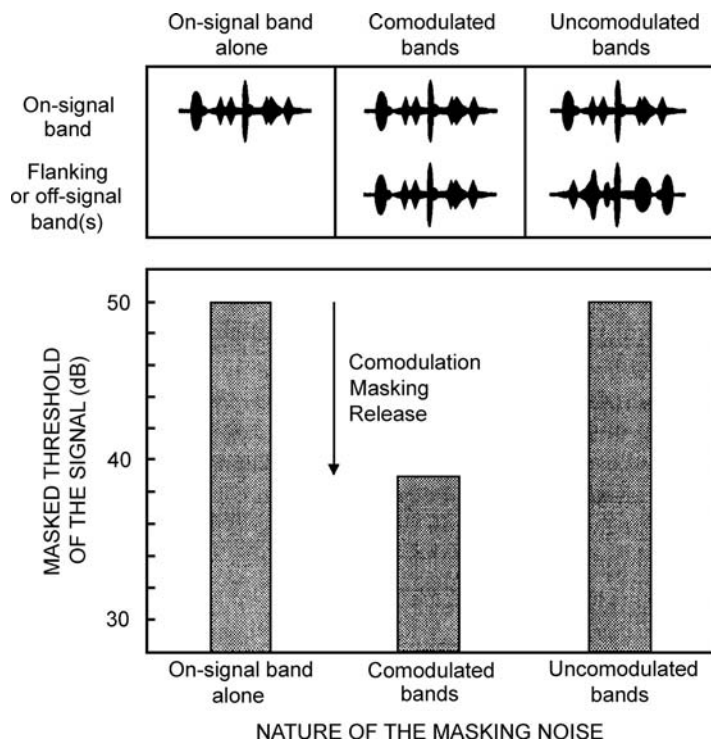 On-signal band
alone
Comodulated
bands
Uncomodulated
bands
On-signal
band
Flanking
or off-signal
band(s)
50
40
30
MASKED THRESHOLD
OF THE SIGNAL (dB)
Comodulation
Masking
Release
On-signal band
alone
Comodulated
bands
Uncomodulated
bands
NATURE OF THE MASKING NOISE